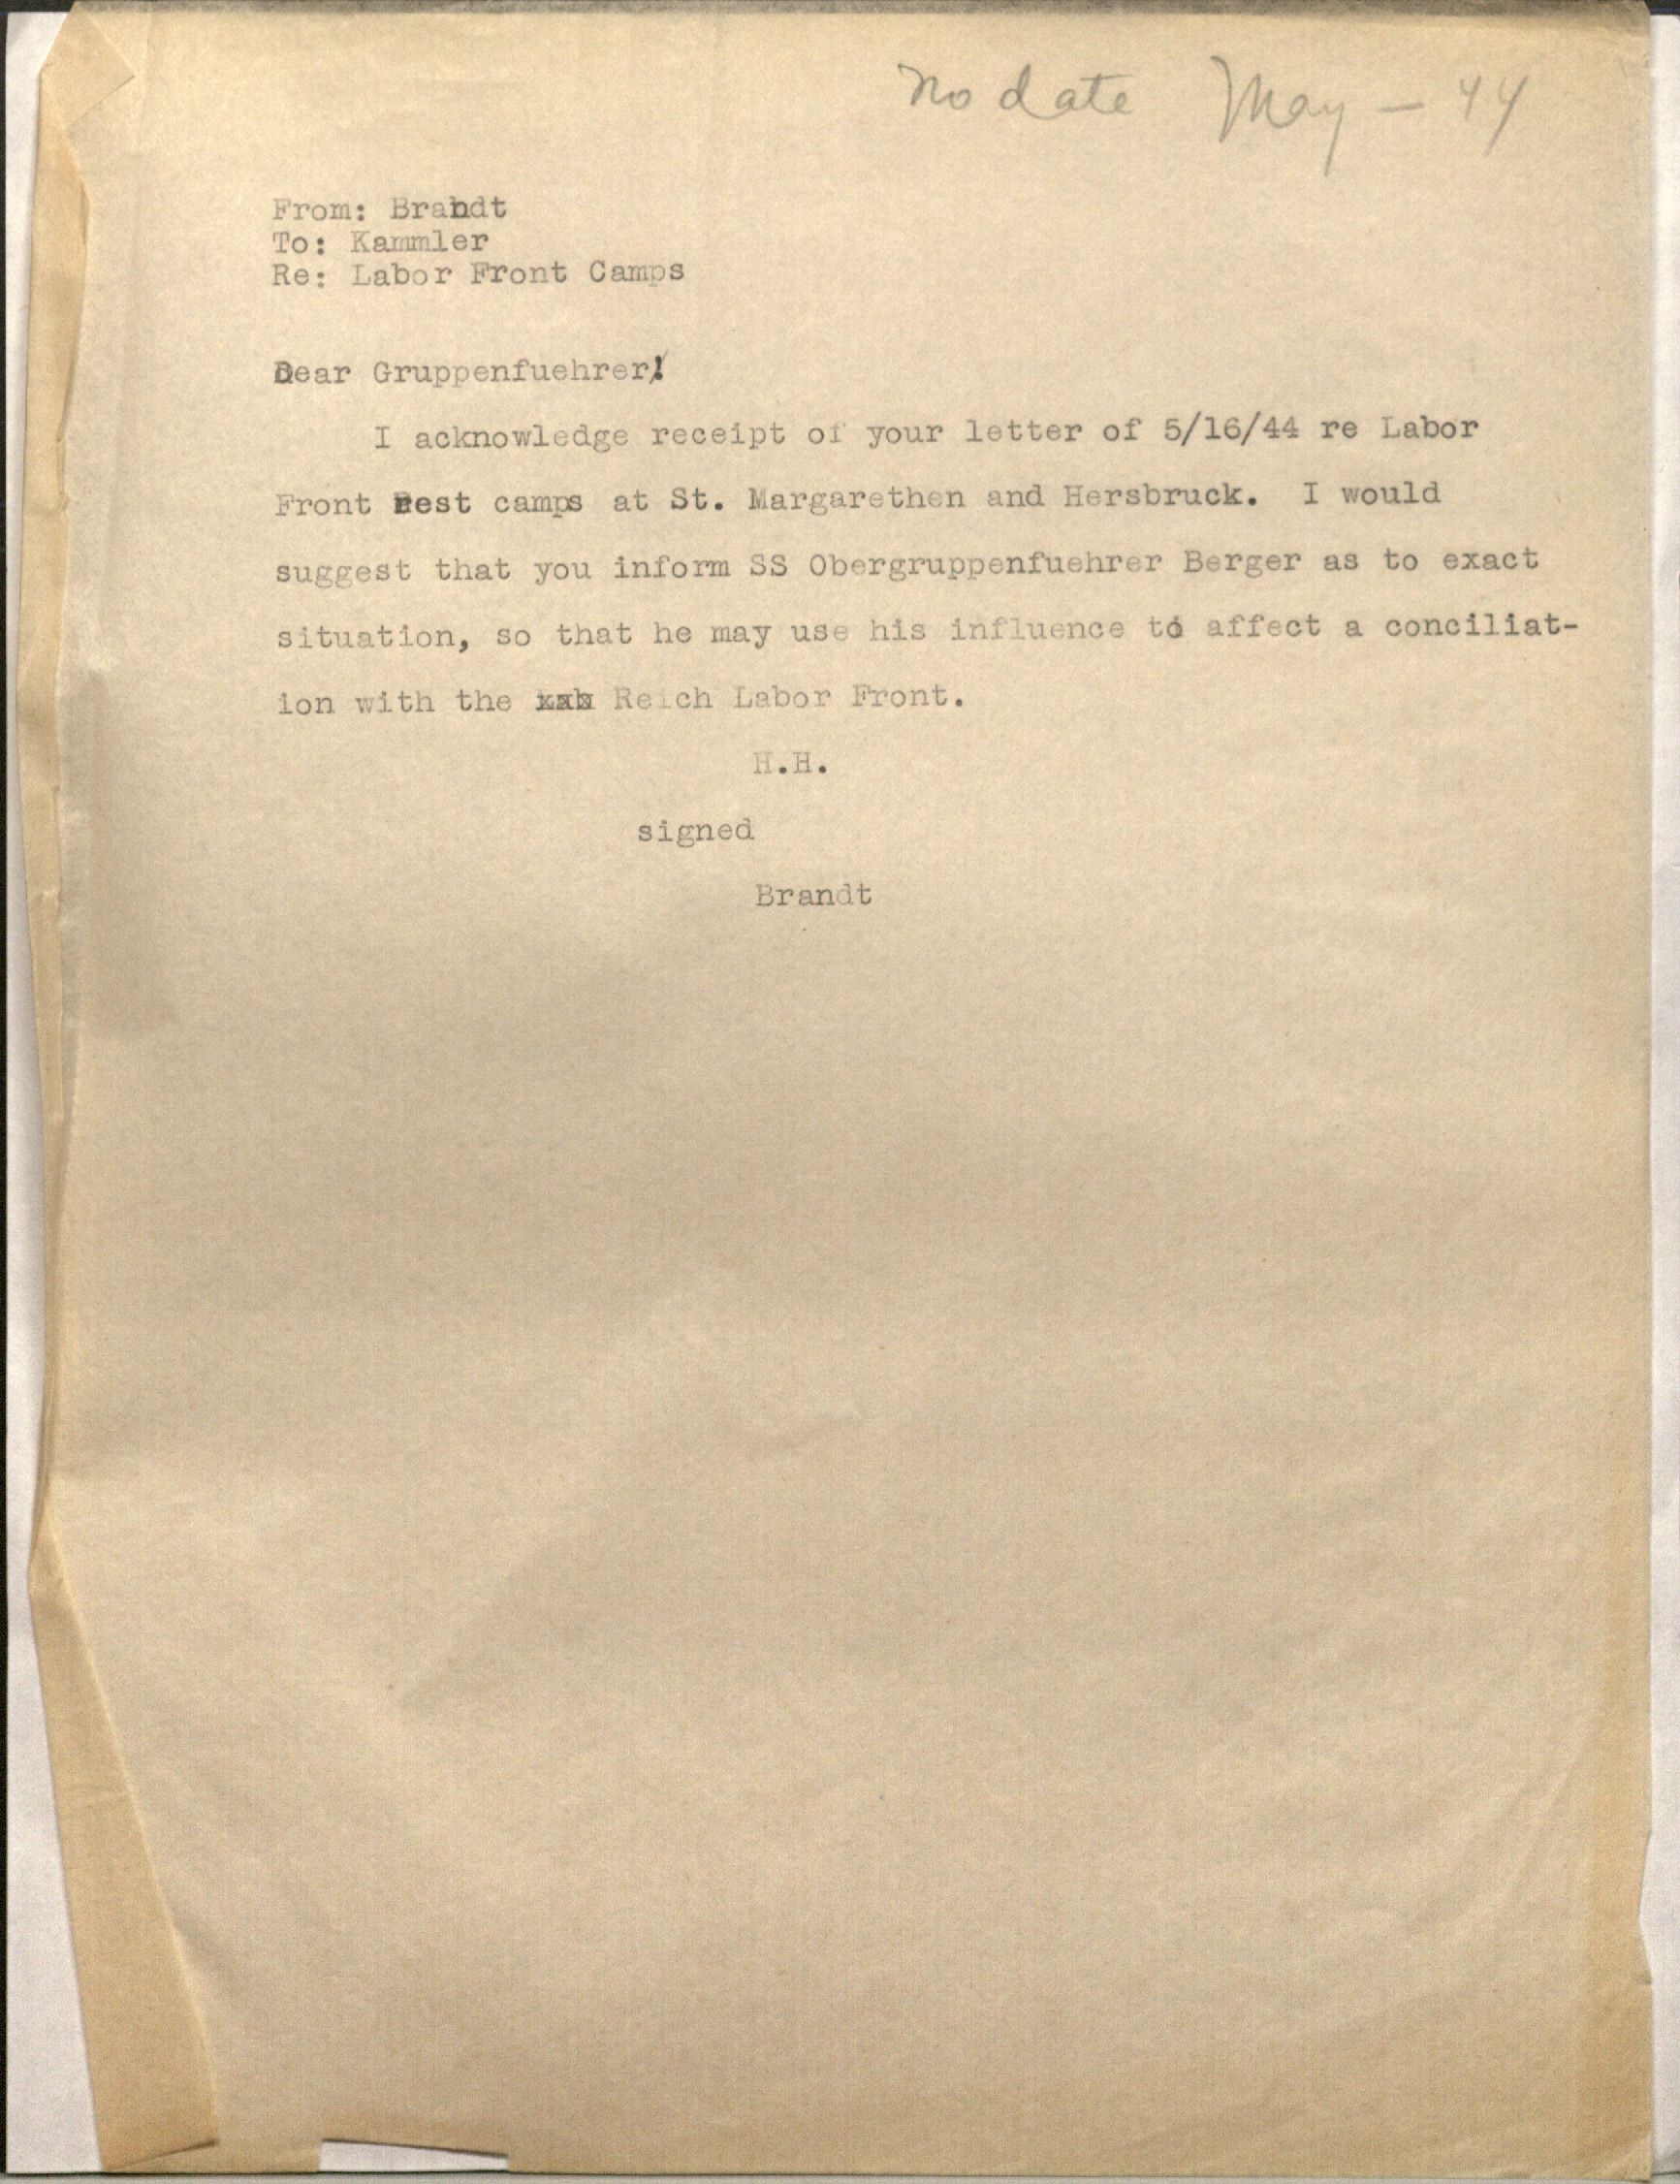 No date May - 44
From: Brandt
To: Kammler
Re: Labor Front Camps
Dear Gruppenfuehrer!
I acknowledge receipt of your letter of 5/16/44 re Labor
Front Rest camps at St. Margarethen and Hersbruck. I would
suggest that you inform SS Obergruppenfuehrer Berger as to exact
situation, so that he may use his influence to affect a conciliat-
ion with the Reich Labor Front.
H.H.
signed
Brandt